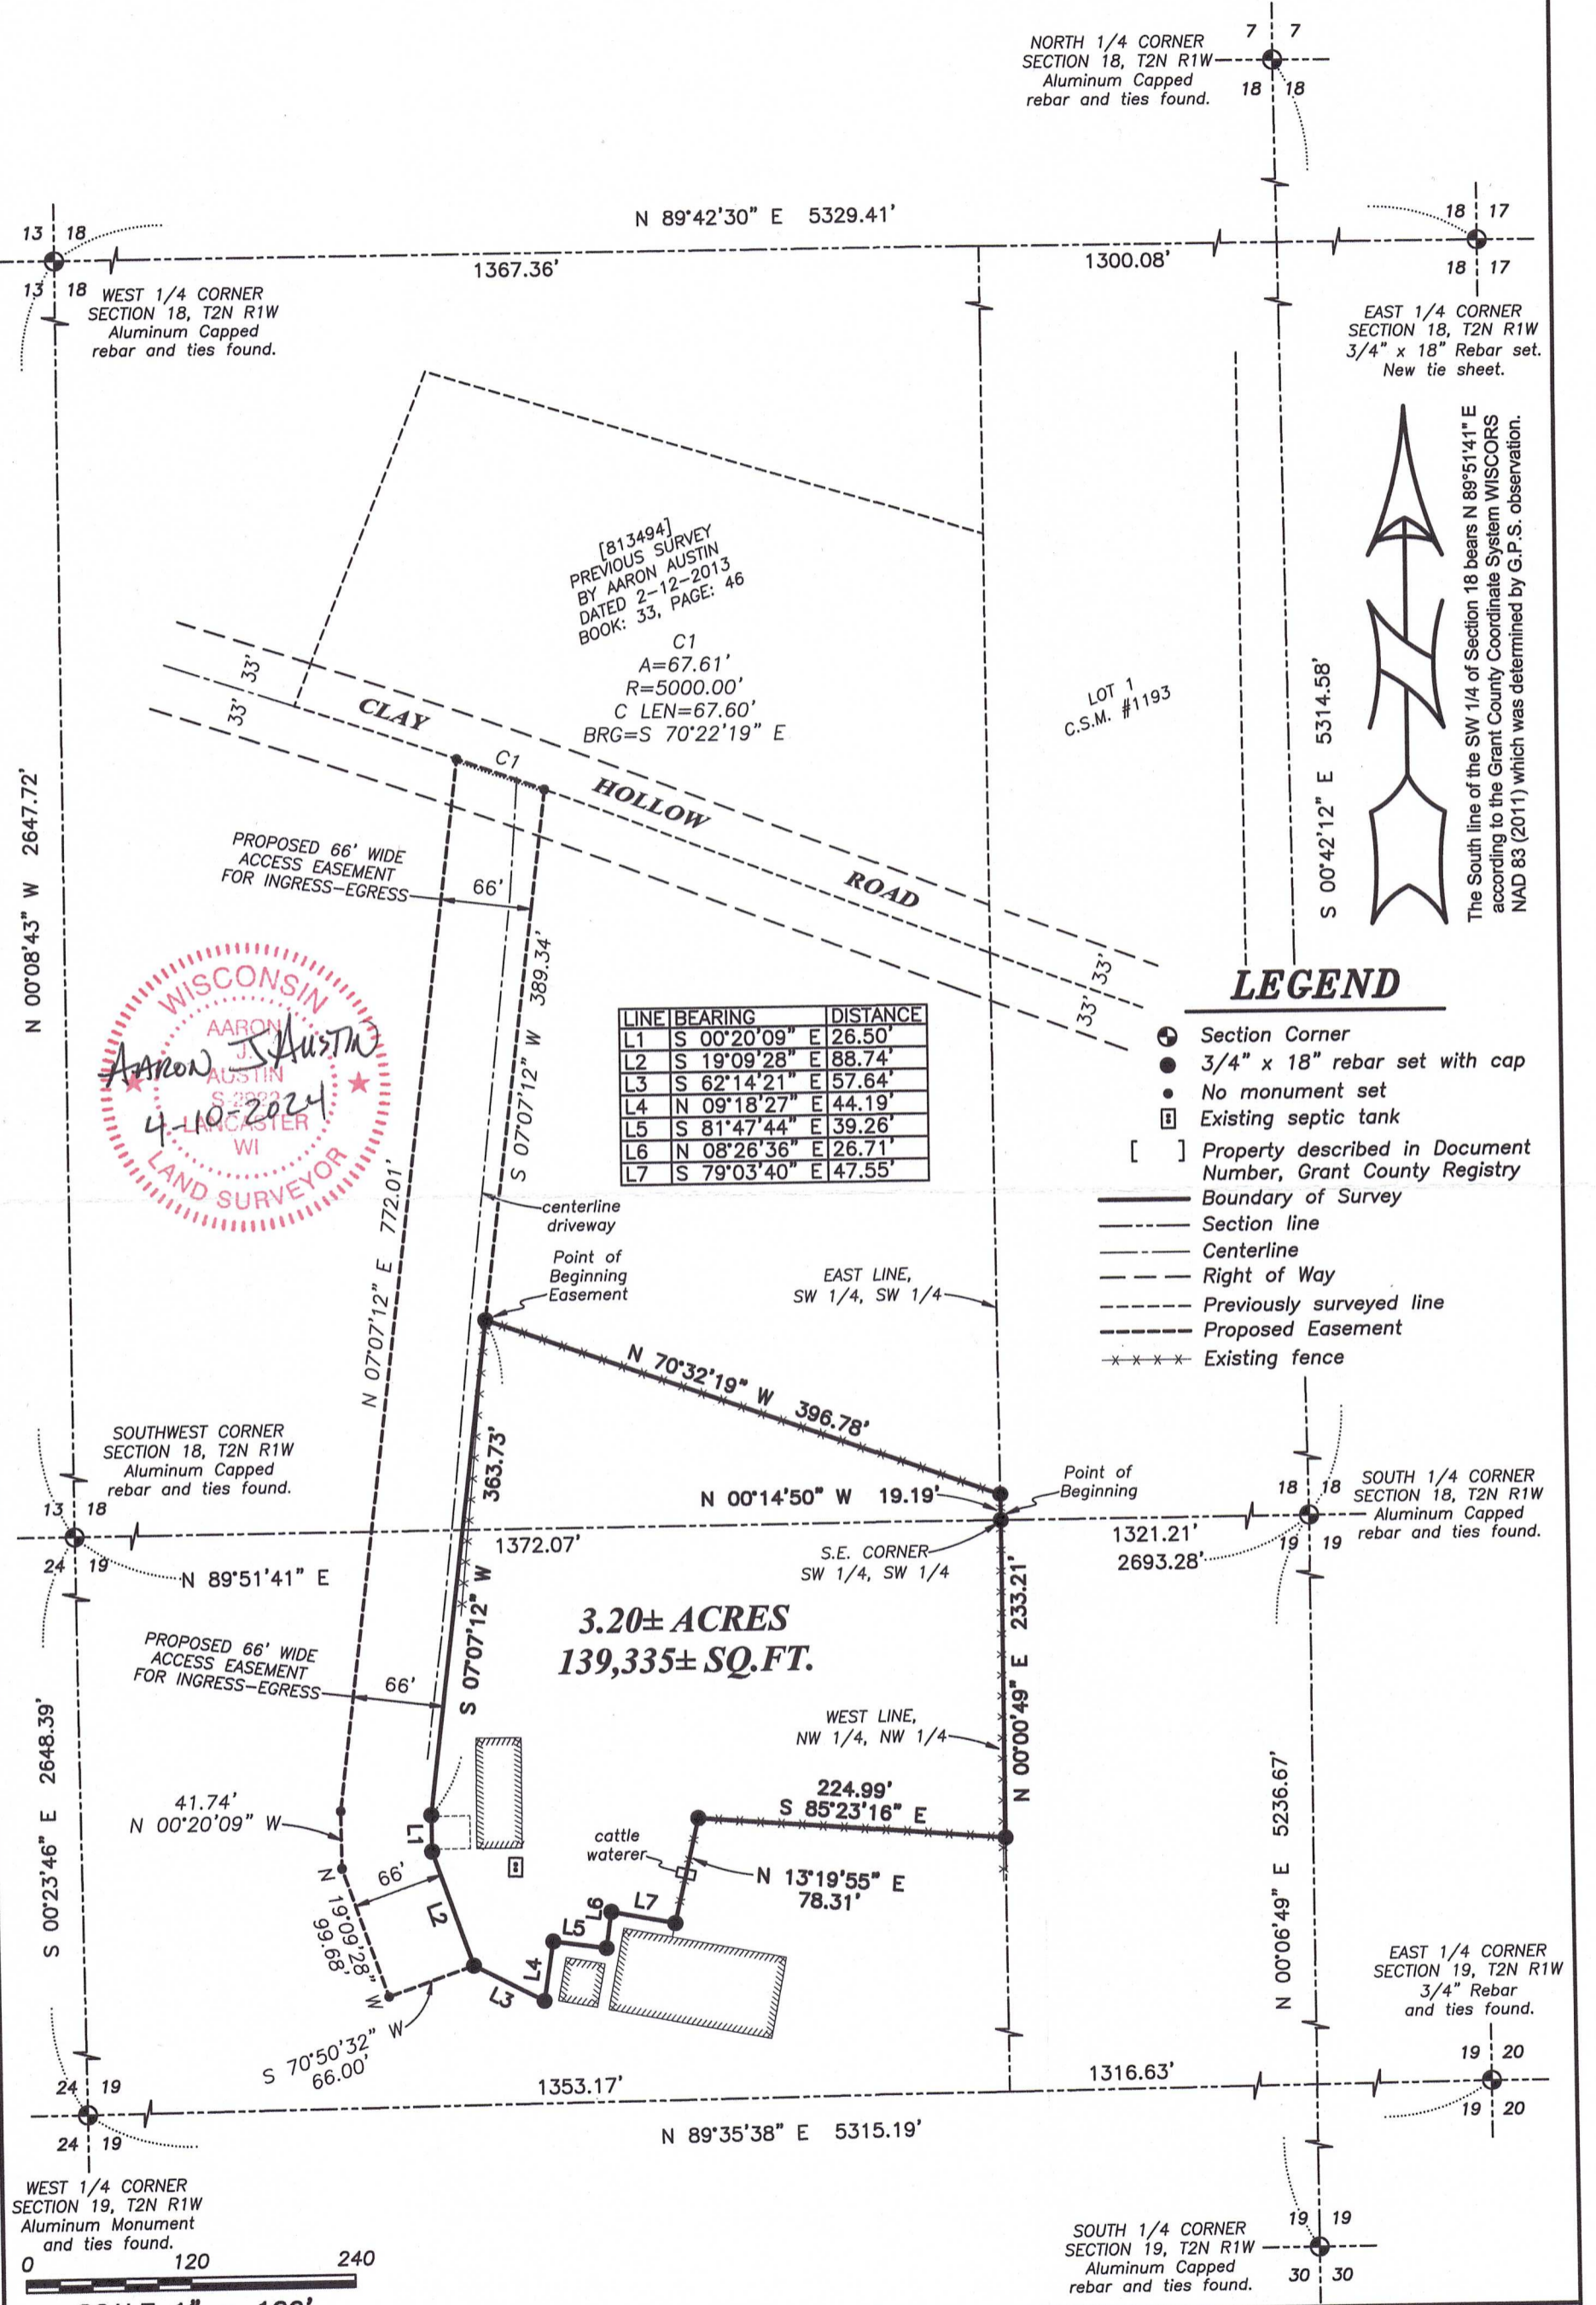 7 7
NORTH 1/4 CORNER
SECTION 18, T2N R1W
Aluminum Capped
rebar and ties found.
18 18
N 89°42'30" E 5329.41'
13 18
18 17
1367.36'
1300.08'
13 18
18 17
WEST 1/4 CORNER
SECTION 18, T2N R1W
Aluminum Capped
rebar and ties found.
EAST 1/4 CORNER
SECTION 18, T2N R1W
3/4" x 18" Rebar set.
New tie sheet.
The South line of the SW 1/4 of Section 18 bears N 89°51'41" E
according to the Grant County Coordinate System WISCORS
NAD 83 (2011) which was determined by G.P.S. observation.
[813494]
PREVIOUS SURVEY
BY AARON AUSTIN
DATED 2-12-2013
BOOK: 33, PAGE: 46
C1
A=67.61'
R=5000.00'
C LEN=67.60'
BRG=S 70°22'19" E
LOT 1
C.S.M. #1193
S 00°42'12" E 5314.58'
33'
33'
CLAY
HOLLOW
ROAD
33'
33'
C1
N 00°08'43" W 2647.72'
PROPOSED 66' WIDE
ACCESS EASEMENT
FOR INGRESS-EGRESS
66'
S 07°07'12" W 389.34'
N 07°07'12" E 772.01'
WISCONSIN
AARON
J.
AUSTIN
LANCASTER
WI
LAND SURVEYOR
AARON J AUSTIN
4-10-2024
LINE BEARING DISTANCE
L1 S 00°20'09" E 26.50'
L2 S 19°09'28" E 88.74'
L3 S 62°14'21" E 57.64'
L4 N 09°18'27" E 44.19'
L5 S 81°47'44" E 39.26'
L6 N 08°26'36" E 26.71'
L7 S 79°03'40" E 47.55'
LEGEND
Section Corner
3/4" x 18" rebar set with cap
No monument set
Existing septic tank
[ ] Property described in Document
Number, Grant County Registry
Boundary of Survey
Section line
Centerline
Right of Way
Previously surveyed line
Proposed Easement
Existing fence
centerline
driveway
Point of
Beginning
Easement
EAST LINE,
SW 1/4, SW 1/4
N 70°32'19" W 396.78'
SOUTHWEST CORNER
SECTION 18, T2N R1W
Aluminum Capped
rebar and ties found.
13 18
24 19
N 89°51'41" E
363.73'
S 07°07'12" W
N 00°14'50" W 19.19'
Point of
Beginning
1372.07'
S.E. CORNER
SW 1/4, SW 1/4
1321.21'
2693.28'
18 18
19 19
SOUTH 1/4 CORNER
SECTION 18, T2N R1W
Aluminum Capped
rebar and ties found.
3.20± ACRES
139,335± SQ.FT.
N 00°00'49" E 233.21'
PROPOSED 66' WIDE
ACCESS EASEMENT
FOR INGRESS-EGRESS
66'
WEST LINE,
NW 1/4, NW 1/4
S 00°23'46" E 2648.39'
41.74'
N 00°20'09" W
224.99'
S 85°23'16" E
cattle
waterer
N 13°19'55" E
78.31'
L1
L2
L3
L4
L5
L6
L7
66'
N 19°09'28" W
99.68'
S 70°50'32" W
66.00'
N 00°06'49" E 5236.67'
EAST 1/4 CORNER
SECTION 19, T2N R1W
3/4" Rebar
and ties found.
19 20
19 20
24 19
24 19
1353.17'
1316.63'
N 89°35'38" E 5315.19'
WEST 1/4 CORNER
SECTION 19, T2N R1W
Aluminum Monument
and ties found.
0 120 240
SOUTH 1/4 CORNER
SECTION 19, T2N R1W
Aluminum Capped
rebar and ties found.
19 19
30 30